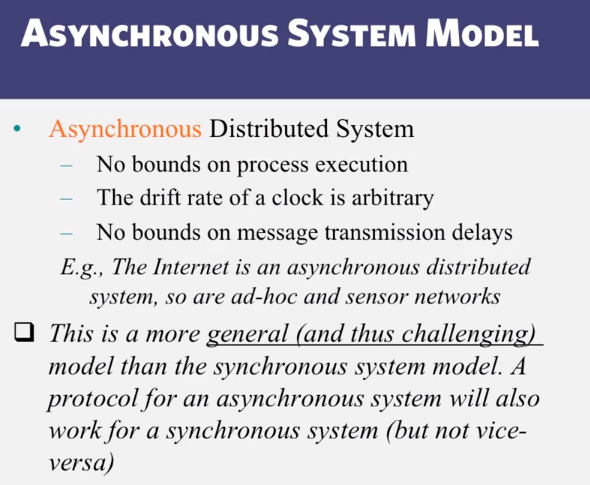 ASYNCHRONOUS SYSTEM MODEL
• Asynchronous Distributed System
– No bounds on process execution
– The drift rate of a clock is arbitrary
– No bounds on message transmission delays
E.g., The Internet is an asynchronous distributed
system, so are ad-hoc and sensor networks
❑ This is a more general (and thus challenging)
model than the synchronous system model. A
protocol for an asynchronous system will also
work for a synchronous system (but not vice-
versa)